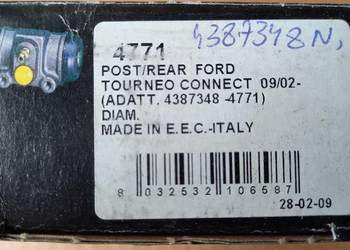 4387348N,
4771
POST/REAR FORD
TOURNEO CONNECT 09/02-
(ADATT. 4387348 -4771)
DIAM.
MADE IN E.E.C.-ITALY
8 032532 106587
28-02-09